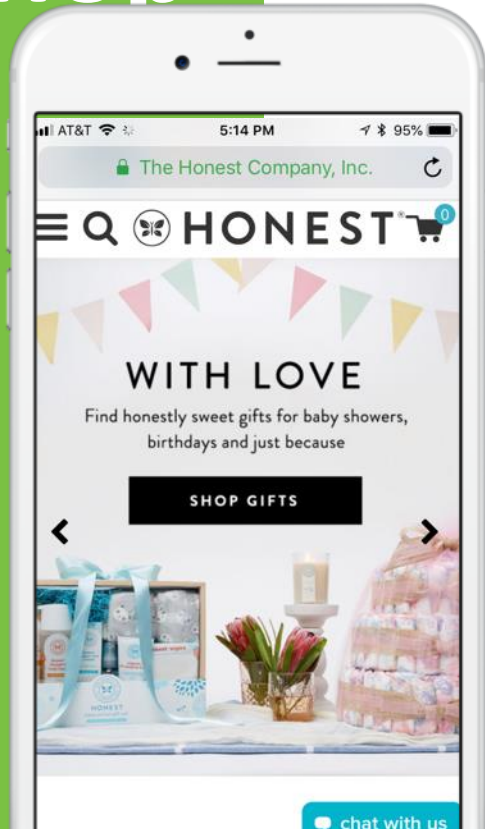 AT&T 5:14 PM 95%
The Honest Company, Inc.
HONEST® 0
WITH LOVE
Find honestly sweet gifts for baby showers,
birthdays and just because
SHOP GIFTS
HONEST
chat with us